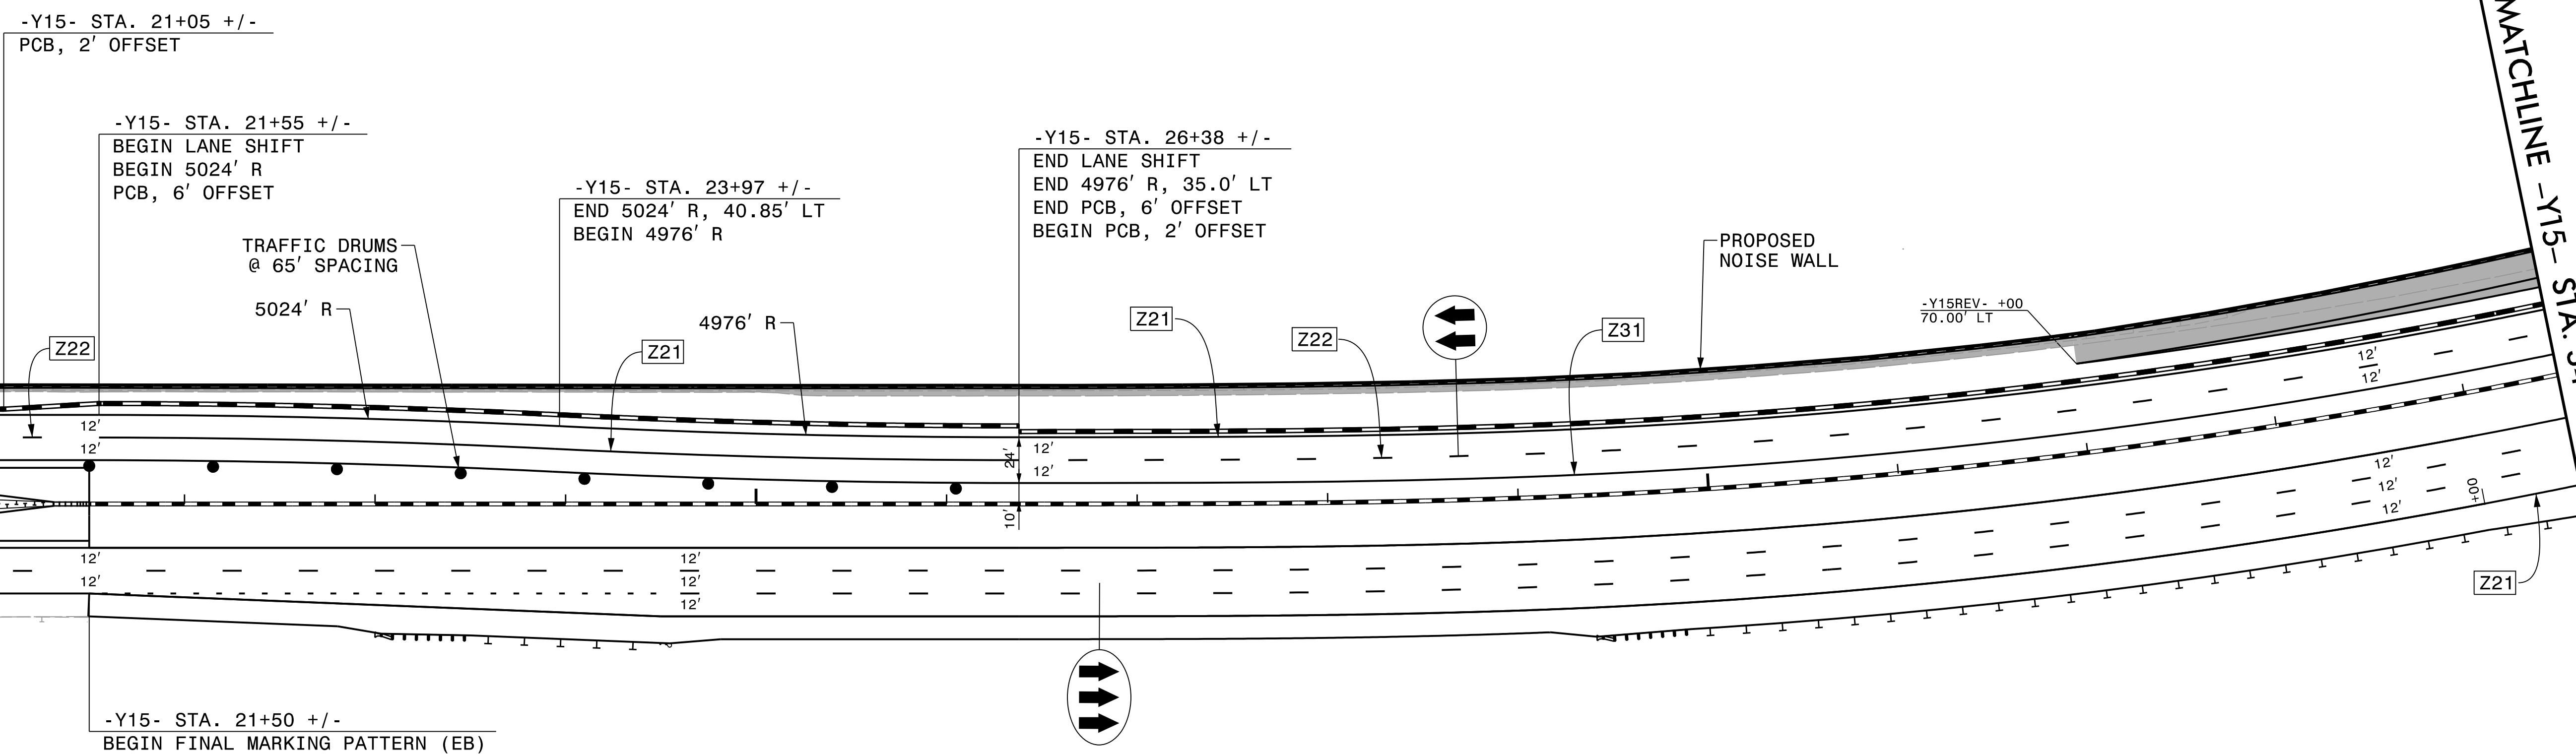 -Y15- STA. 21+05 +/-
PCB, 2' OFFSET
-Y15- STA. 21+55 +/-
BEGIN LANE SHIFT
BEGIN 5024' R
PCB, 6' OFFSET
-Y15- STA. 23+97 +/-
END 5024' R, 40.85' LT
BEGIN 4976' R
-Y15- STA. 26+38 +/-
END LANE SHIFT
END 4976' R, 35.0' LT
END PCB, 6' OFFSET
BEGIN PCB, 2' OFFSET
TRAFFIC DRUMS
@ 65' SPACING
5024' R
4976' R
PROPOSED
NOISE WALL
-Y15REV- +00
70.00' LT
MATCHLINE -Y15- STA.
Z22
Z21
Z21
Z22
Z31
Z21
12'
12'
12'
12'
24'
10'
12'
12'
12'
12'
12'
12'
12'
12'
12'
12'
+00
-Y15- STA. 21+50 +/-
BEGIN FINAL MARKING PATTERN (EB)